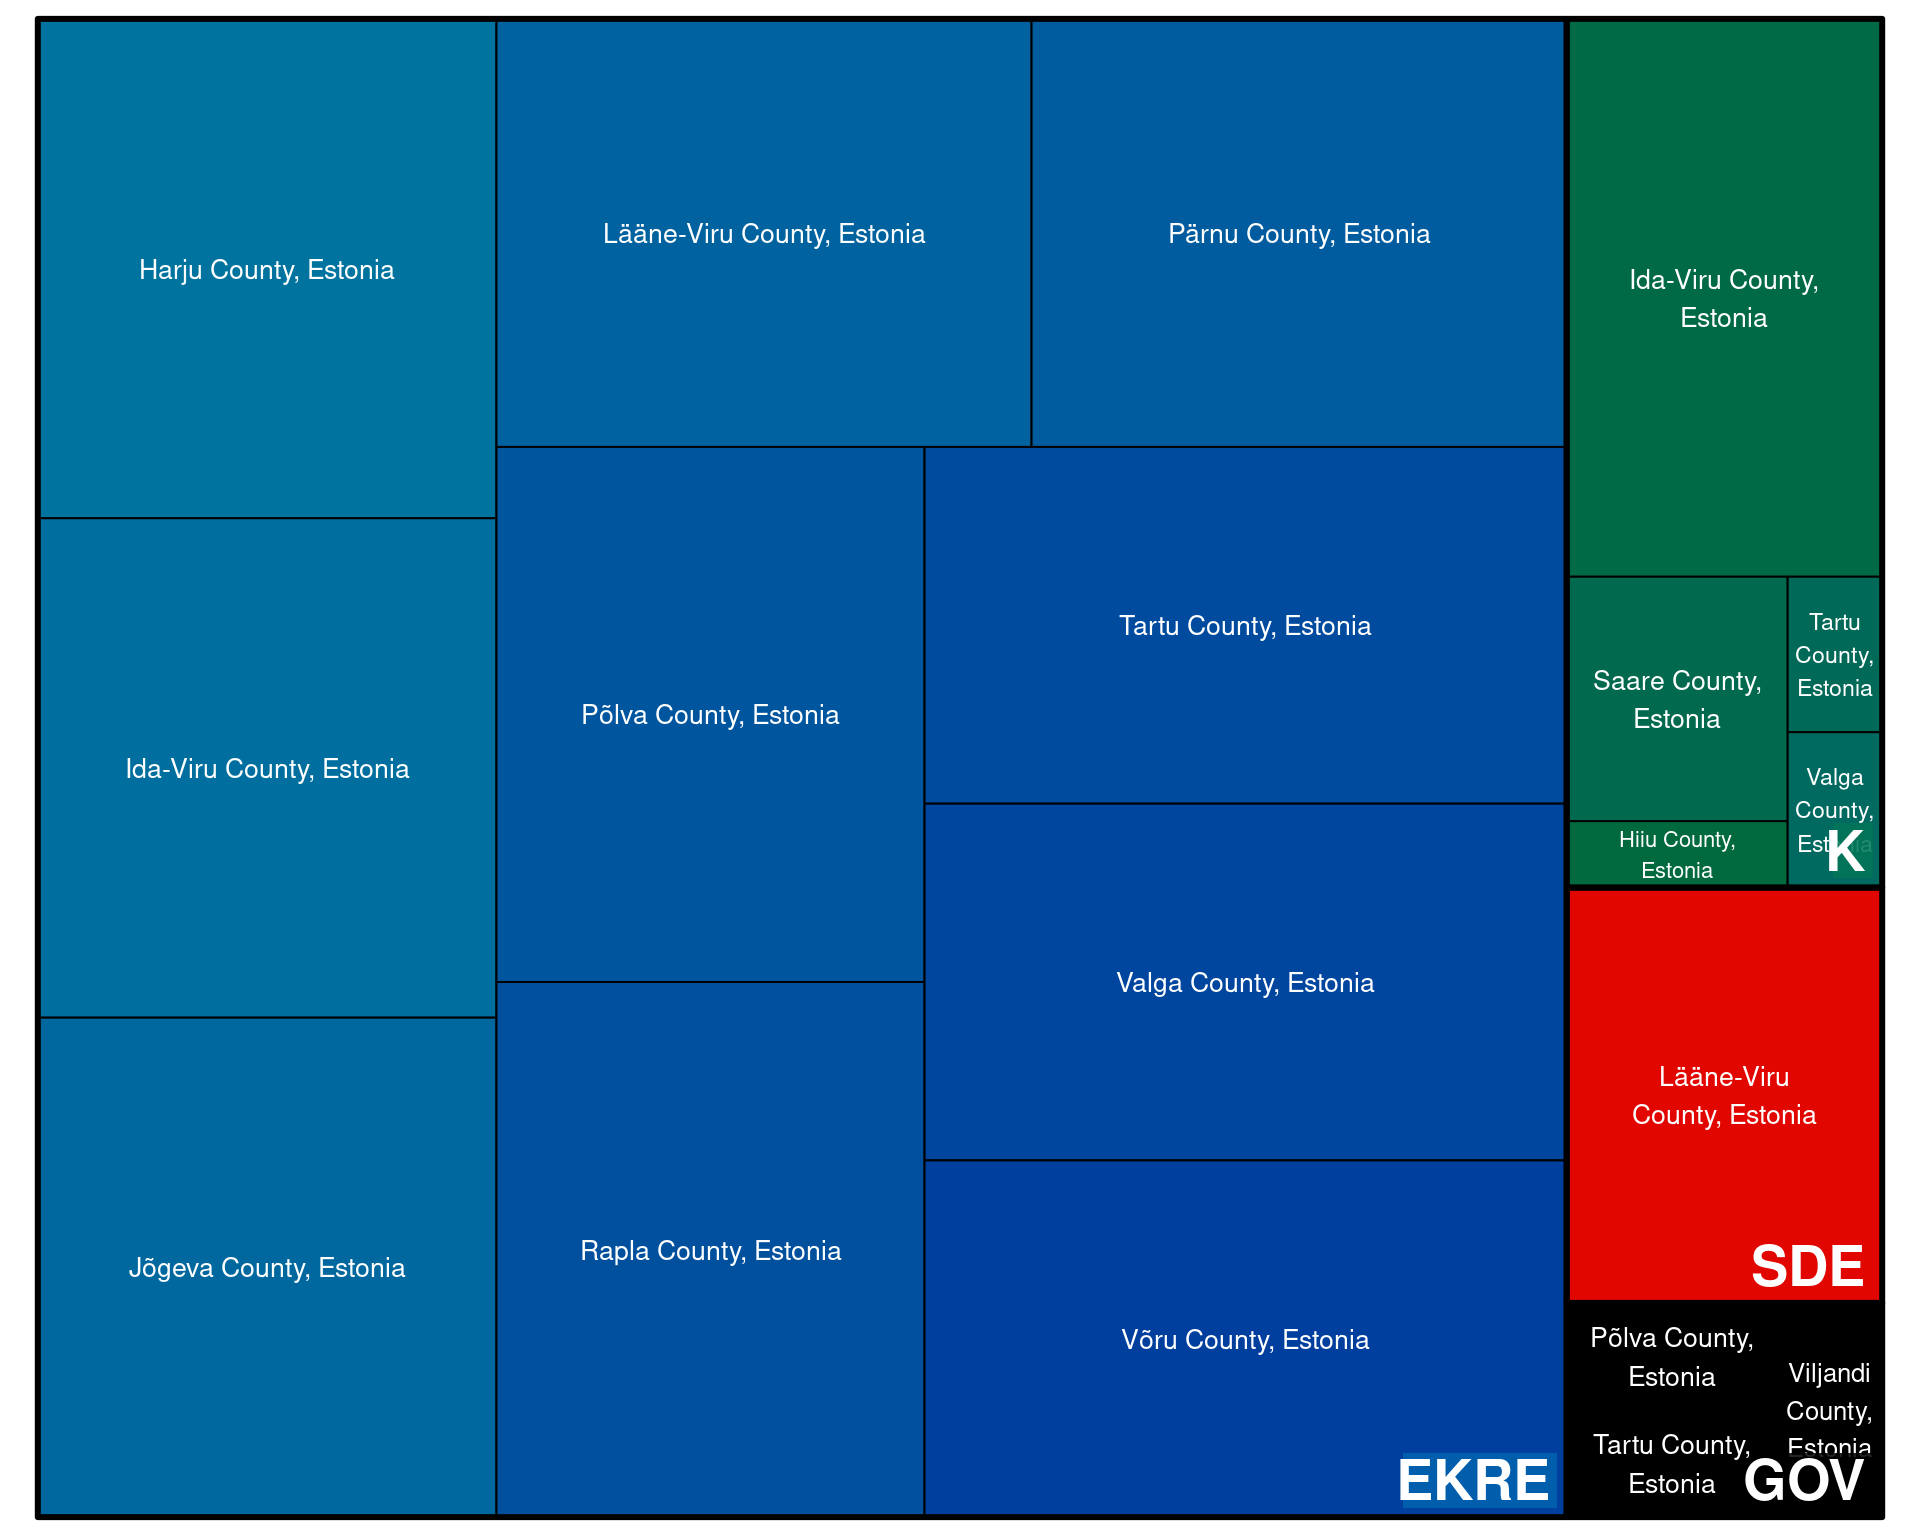 Harju County, Estonia
Ida-Viru County, Estonia
Jõgeva County, Estonia
Lääne-Viru County, Estonia
Pärnu County, Estonia
Põlva County, Estonia
Rapla County, Estonia
Tartu County, Estonia
Valga County, Estonia
Võru County, Estonia
EKRE
Ida-Viru County,
Estonia
Saare County,
Estonia
Hiiu County,
Estonia
Tartu
County,
Estonia
Valga
County,
Estonia
K
Lääne-Viru
County, Estonia
SDE
Põlva County,
Estonia
Tartu County,
Estonia
Viljandi
County,
Estonia
GOV